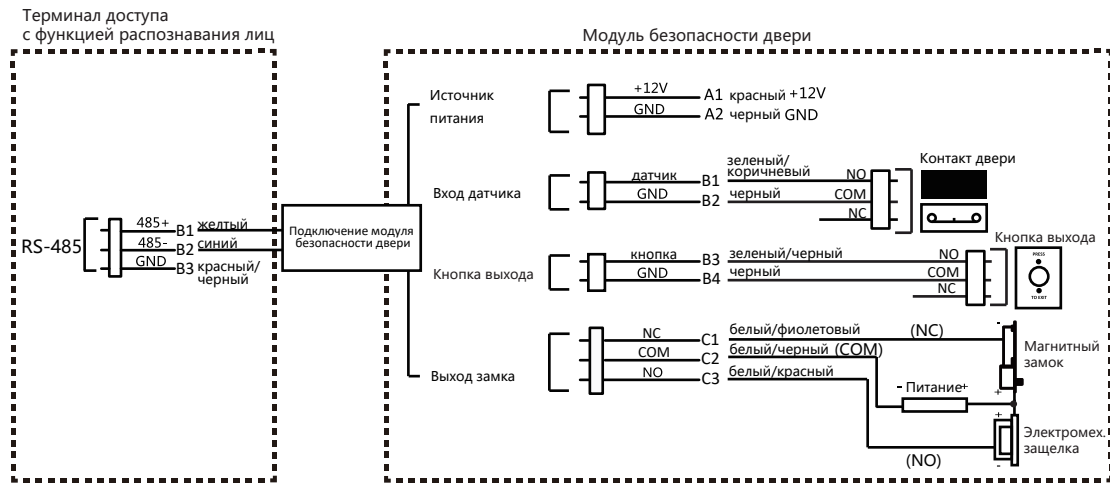 Терминал доступа
с функцией распознавания лиц
Модуль безопасности двери
Источник
питания
+12V
A1 красный +12V
GND
A2 черный GND
Вход датчика
датчик
B1
зеленый/
коричневый
NO
GND
B2
черный
COM
NC
Контакт двери
RS-485
485+
B1 желтый
485-
B2 синий
GND
B3 красный/
черный
Подключение модуля
безопасности двери
Кнопка выхода
кнопка
B3
зеленый/черный
NO
GND
B4
черный
COM
NC
Кнопка выхода
PRESS
TO EXIT
Выход замка
NC
C1
белый/фиолетовый
(NC)
COM
C2
белый/черный (COM)
NO
C3
белый/красный
-
Магнитный
замок
+
- Питание+
+
Электромех.
защелка
-
(NO)